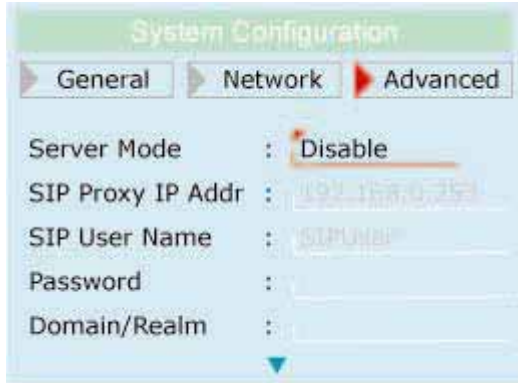 System Configuration
General Network Advanced
Server Mode : Disable
SIP Proxy IP Addr : 192.168.0.253
SIP User Name : SIPUser
Password :
Domain/Realm :